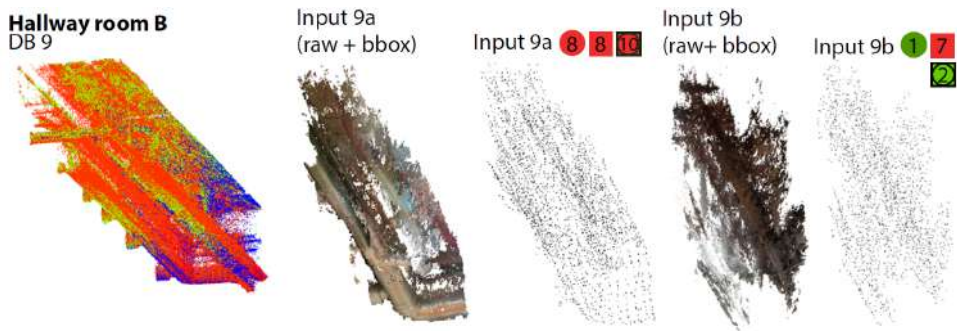 Hallway room B
DB 9
Input 9a
(raw + bbox)
Input 9a 8 8 10
Input 9b
(raw+ bbox)
Input 9b 1 7
2